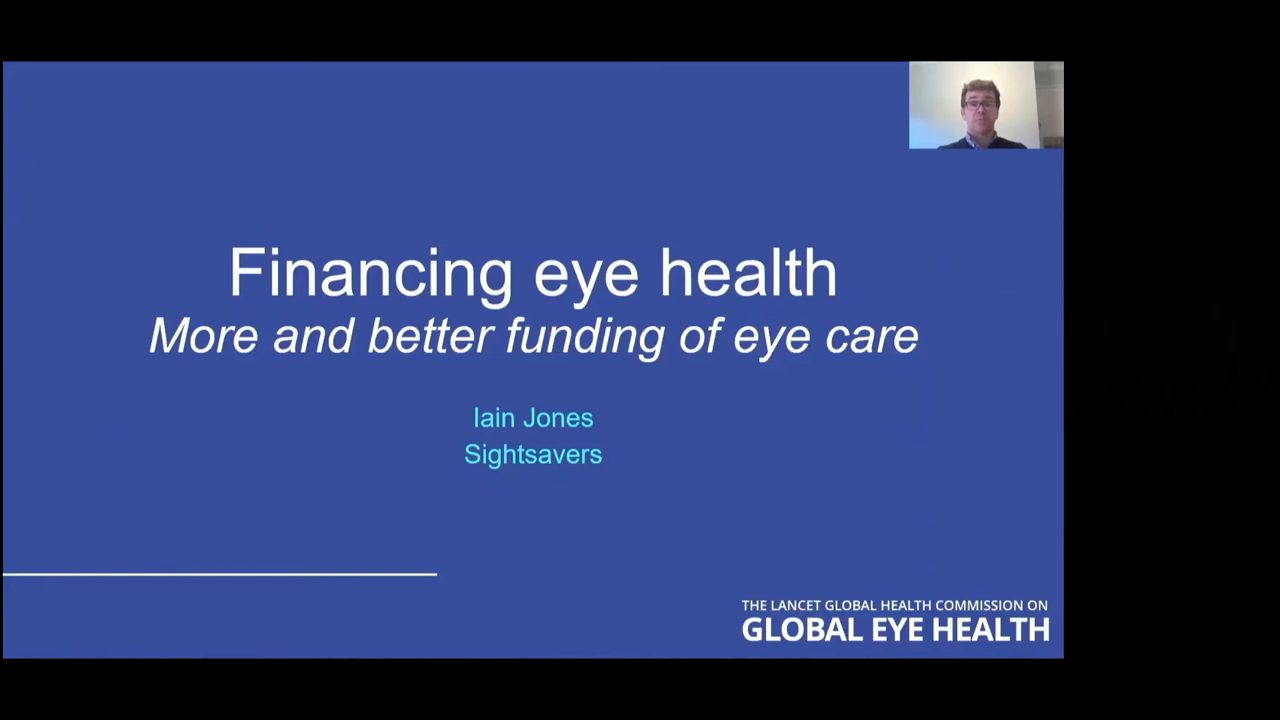 Financing eye health
More and better funding of eye care
Iain Jones
Sightsavers
THE LANCET GLOBAL HEALTH COMMISSION ON
GLOBAL EYE HEALTH